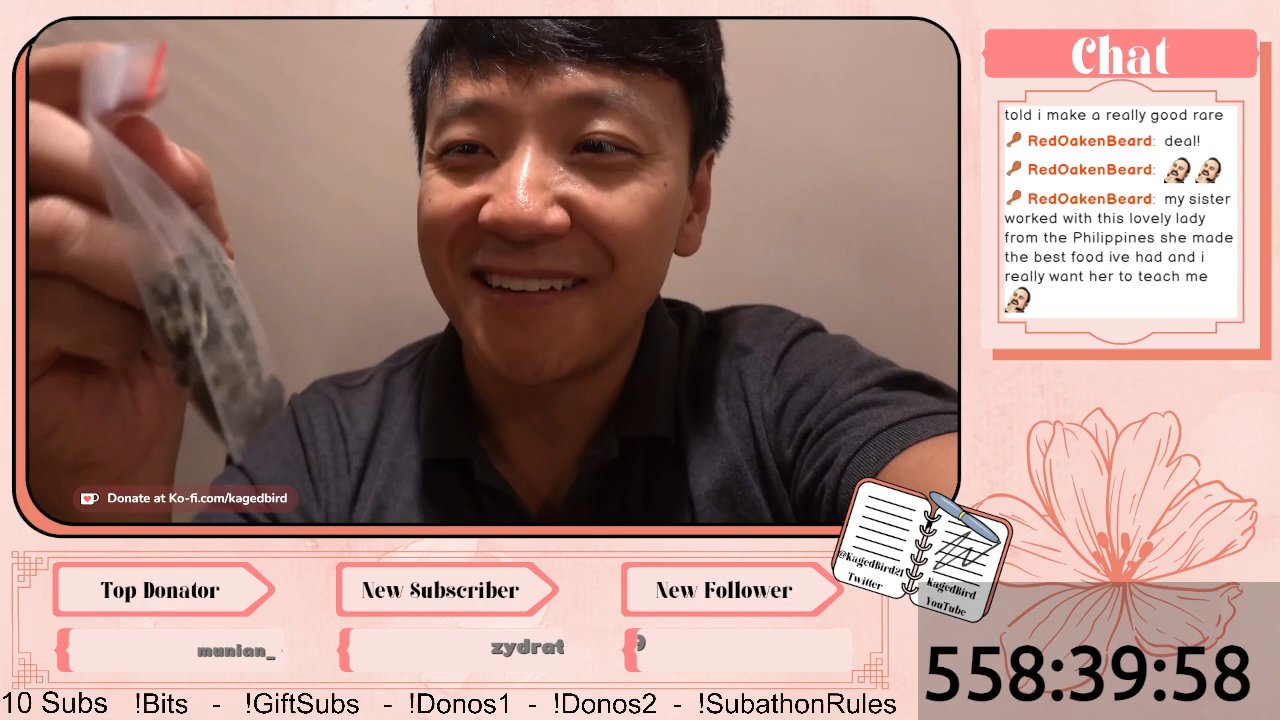 Chat
told i make a really good rare
RedOakenBeard: deal!
RedOakenBeard:
RedOakenBeard: my sister
worked with this lovely lady
from the Philippines she made
the best food ive had and i
really want her to teach me
Donate at Ko-fi.com/kagedbird
@KagedBird21
Twitter
KagedBird
YouTube
Top Donator
New Subscriber
New Follower
munian_
zydrat
9
558:39:58
10 Subs !Bits - !GiftSubs - !Donos1 - !Donos2 - !SubathonRules